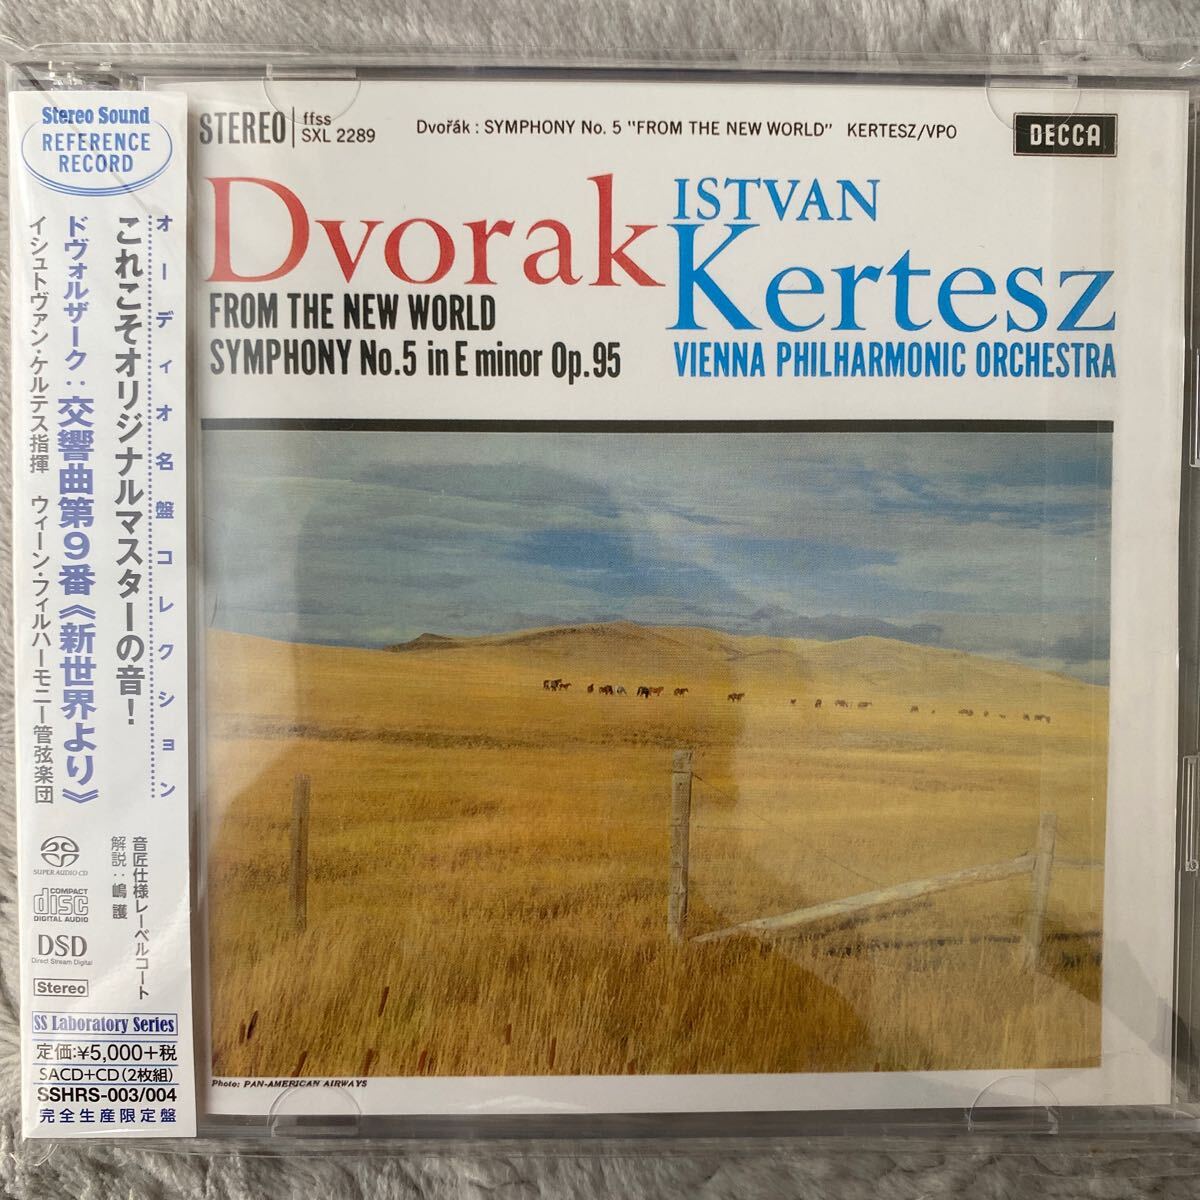 Stereo Sound
REFERENCE
RECORD
オーディオ名盤コレクション
これこそオリジナルマスターの音!
ドヴォルザーク:交響曲第9番《新世界より》
イシュトヴァン・ケルテス指揮 ウィーン・フィルハーモニー管弦楽団
音匠仕様レーベルコート
解説:嶋 護
SUPER AUDIO CD
COMPACT
disc
DIGITAL AUDIO
DSD
Direct Stream Digital
Stereo
SS Laboratory Series
定価:¥5,000+税
SACD+CD(2枚組)
SSHRS-003/004
完全生産限定盤
STEREO
ffss
SXL 2289
Dvořák : SYMPHONY No. 5 "FROM THE NEW WORLD" KERTESZ/VPO
DECCA
Dvorak
FROM THE NEW WORLD
SYMPHONY No.5 in E minor Op.95
ISTVAN
Kertesz
VIENNA PHILHARMONIC ORCHESTRA
Photo: PAN-AMERICAN AIRWAYS